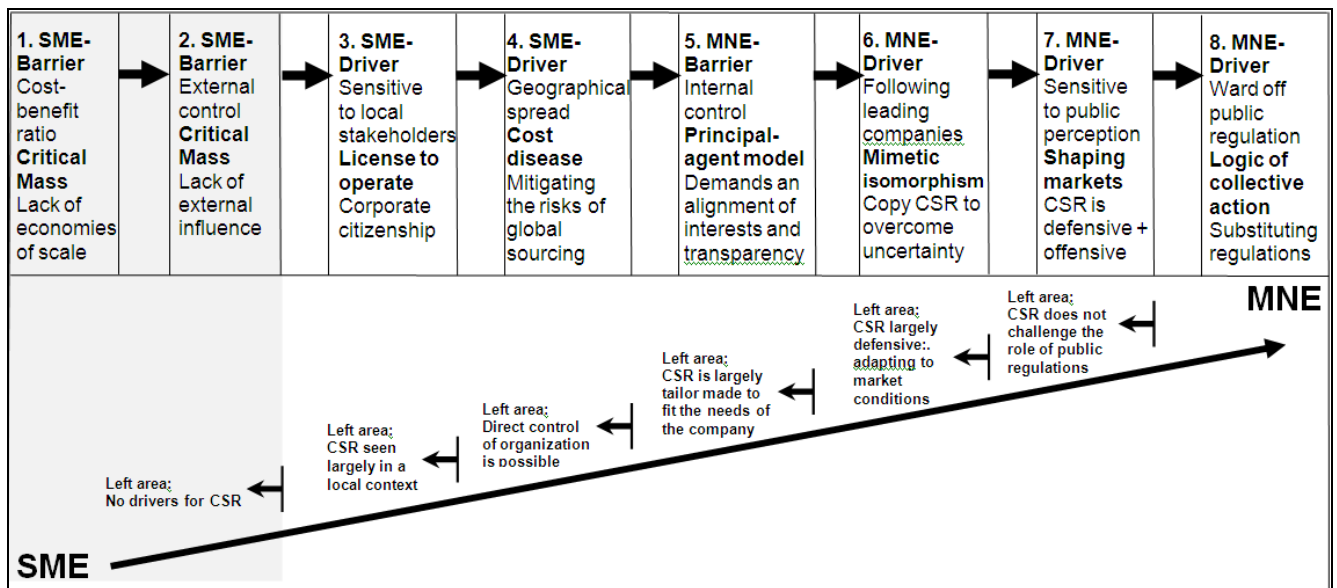 1. SME-
Barrier
Cost-
benefit
ratio
Critical
Mass
Lack of
economies
of scale
2. SME-
Barrier
External
control
Critical
Mass
Lack of
external
influence
3. SME-
Driver
Sensitive
to local
stakeholders
License to
operate
Corporate
citizenship
4. SME-
Driver
Geographical
spread
Cost
disease
Mitigating
the risks of
global
sourcing
5. MNE-
Barrier
Internal
control
Principal-
agent model
Demands an
alignment of
interests and
transparency
6. MNE-
Driver
Following
leading
companies
Mimetic
isomorphism
Copy CSR to
overcome
uncertainty
7. MNE-
Driver
Sensitive
to public
perception
Shaping
markets
CSR is
defensive +
offensive
8. MNE-
Driver
Ward off
public
regulation
Logic of
collective
action
Substituting
regulations
MNE
Left area;
CSR does not
challenge the
role of public
regulations
Left area;
CSR largely
defensive:.
adapting to
market
conditions
Left area;
CSR is largely
tailor made to
fit the needs of
the company
Left area;
Direct control
of organization
is possible
Left area;
CSR seen
largely in a
local context
Left area;
No drivers for CSR
SME